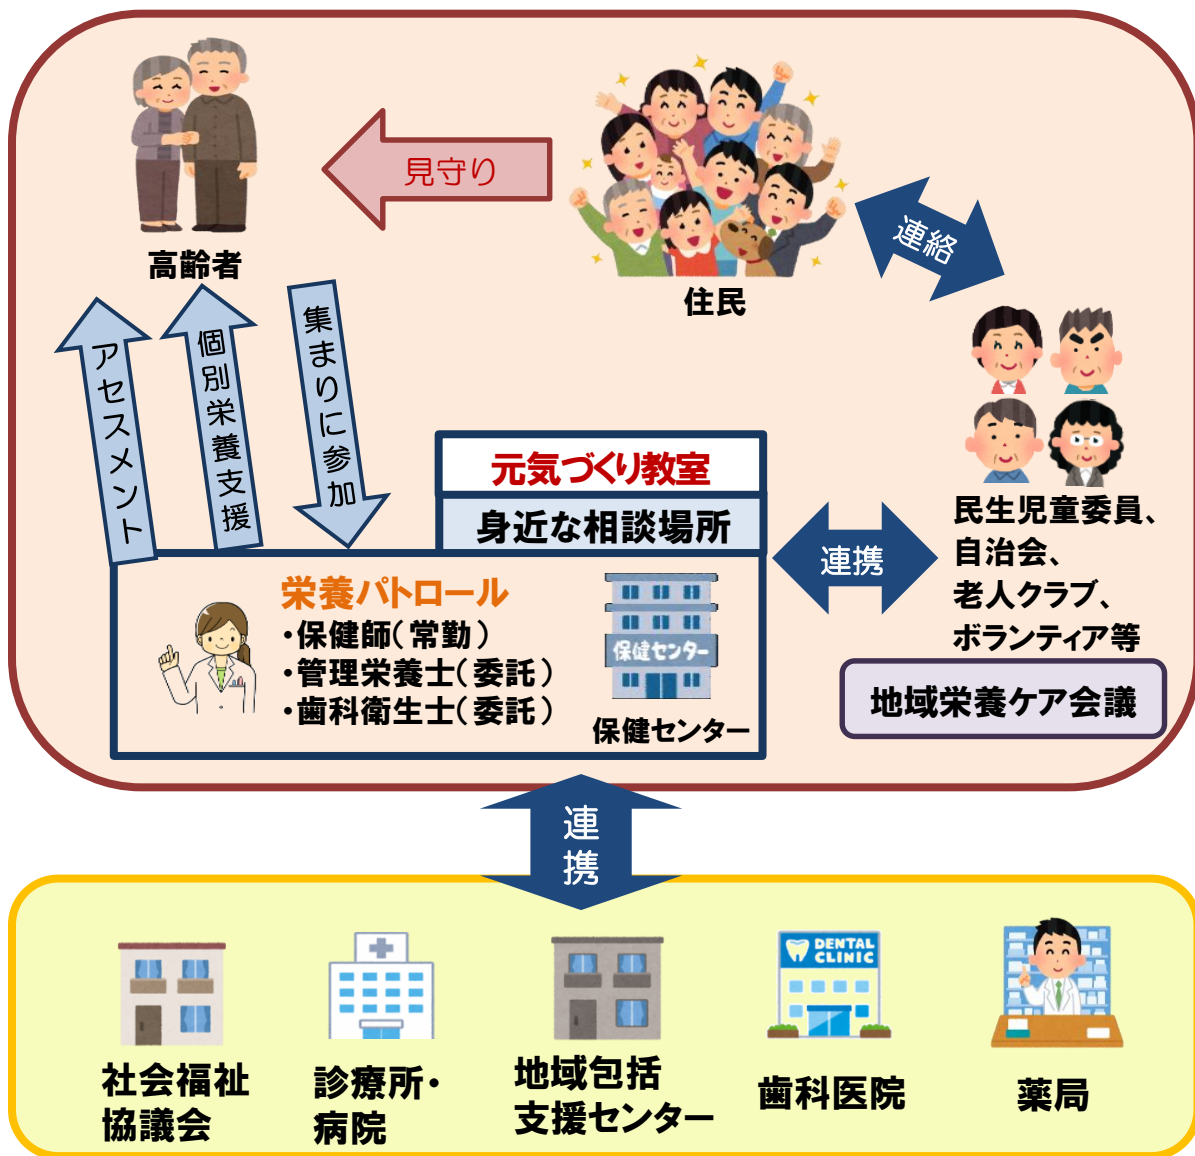 見守り
高齢者
住民
連絡
アセスメント
個別栄養支援
集まりに参加
元気づくり教室
身近な相談場所
連携
民生児童委員、
自治会、
老人クラブ、
ボランティア等
栄養パトロール
・保健師(常勤)
・管理栄養士(委託)
・歯科衛生士(委託)
保健センター
保健センター
地域栄養ケア会議
連携
DENTAL
CLINIC
社会福祉
協議会
診療所・
病院
地域包括
支援センター
歯科医院
薬局